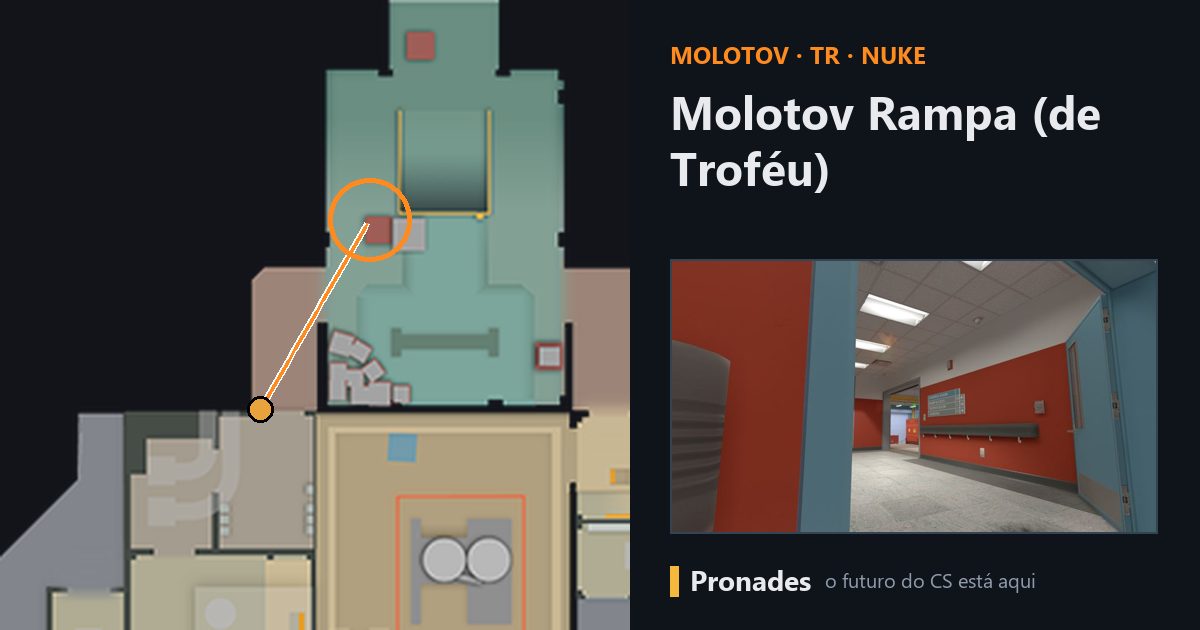 MOLOTOV · TR · NUKE
Molotov Rampa (de
Troféu)
Pronades o futuro do CS está aqui